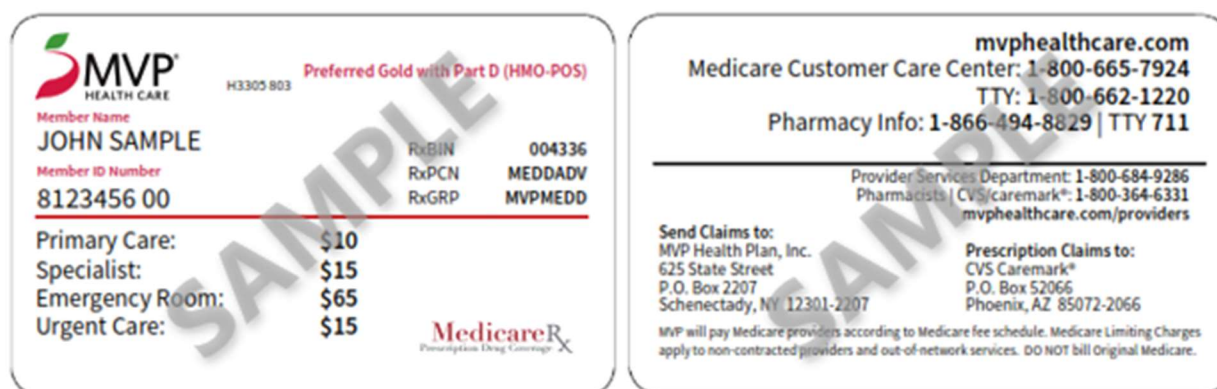 MVP®
HEALTH CARE
H3305 803
Preferred Gold with Part D (HMO-POS)
Member Name
JOHN SAMPLE
Member ID Number
8123456 00
RxBIN 004336
RxPCN MEDDADV
RxGRP MVPMEDD
Primary Care: $10
Specialist: $15
Emergency Room: $65
Urgent Care: $15
MedicareRx
Prescription Drug Coverage
SAMPLE
mvphealthcare.com
Medicare Customer Care Center: 1-800-665-7924
TTY: 1-800-662-1220
Pharmacy Info: 1-866-494-8829 | TTY 711
Provider Services Department: 1-800-684-9286
Pharmacists | CVS/caremark®: 1-800-364-6331
mvphealthcare.com/providers
Send Claims to:
MVP Health Plan, Inc.
625 State Street
P.O. Box 2207
Schenectady, NY 12301-2207
Prescription Claims to:
CVS Caremark®
P.O. Box 52066
Phoenix, AZ 85072-2066
MVP will pay Medicare providers according to Medicare fee schedule. Medicare Limiting Charges
apply to non-contracted providers and out-of-network services. DO NOT bill Original Medicare.
SAMPLE